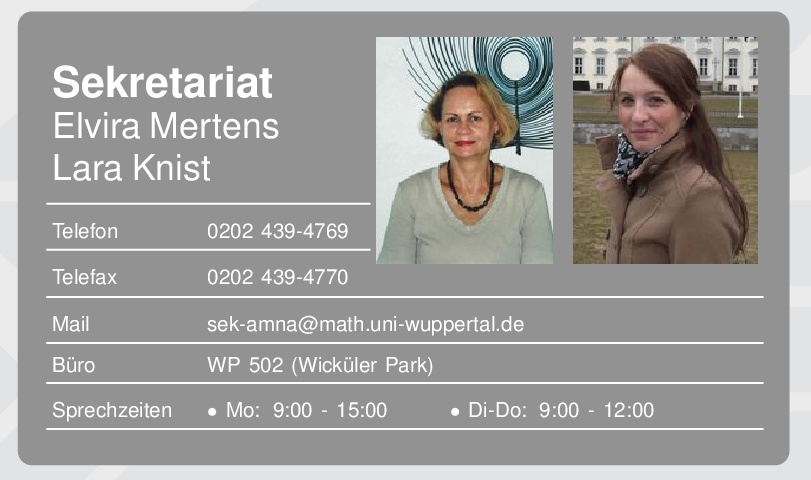 Sekretariat
Elvira Mertens
Lara Knist
Telefon 0202 439-4769
Telefax 0202 439-4770
Mail sek-amna@math.uni-wuppertal.de
Büro WP 502 (Wicküler Park)
Sprechzeiten • Mo: 9:00 - 15:00 • Di-Do: 9:00 - 12:00